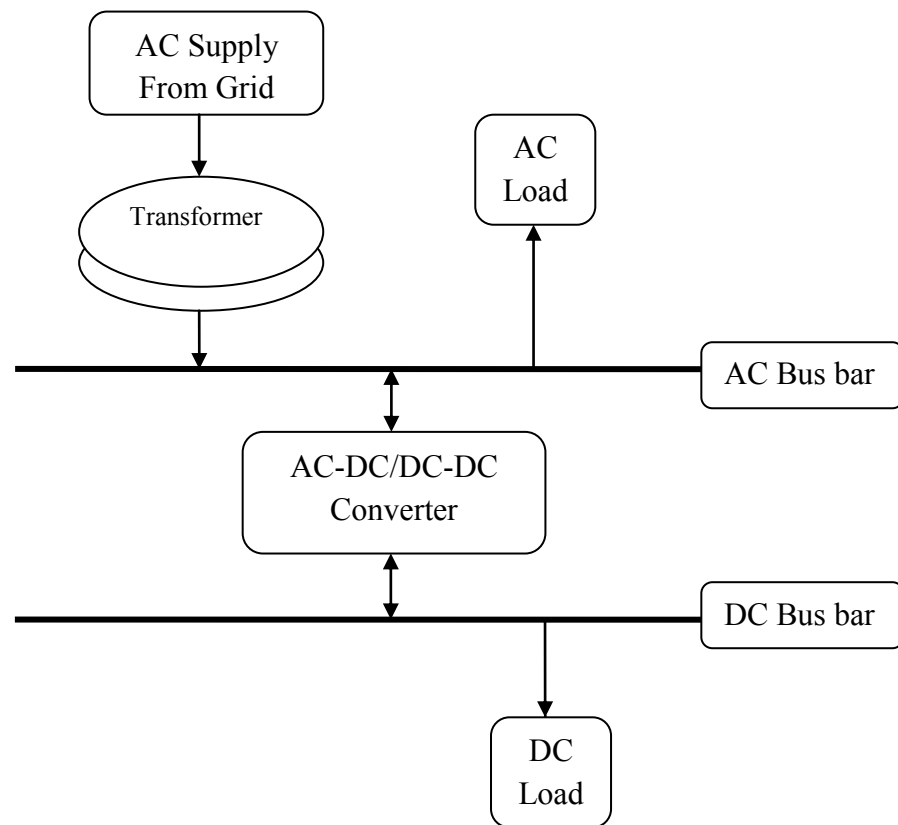 AC Supply
From Grid
AC
Load
Transformer
AC Bus bar
AC-DC/DC-DC
Converter
DC Bus bar
DC
Load